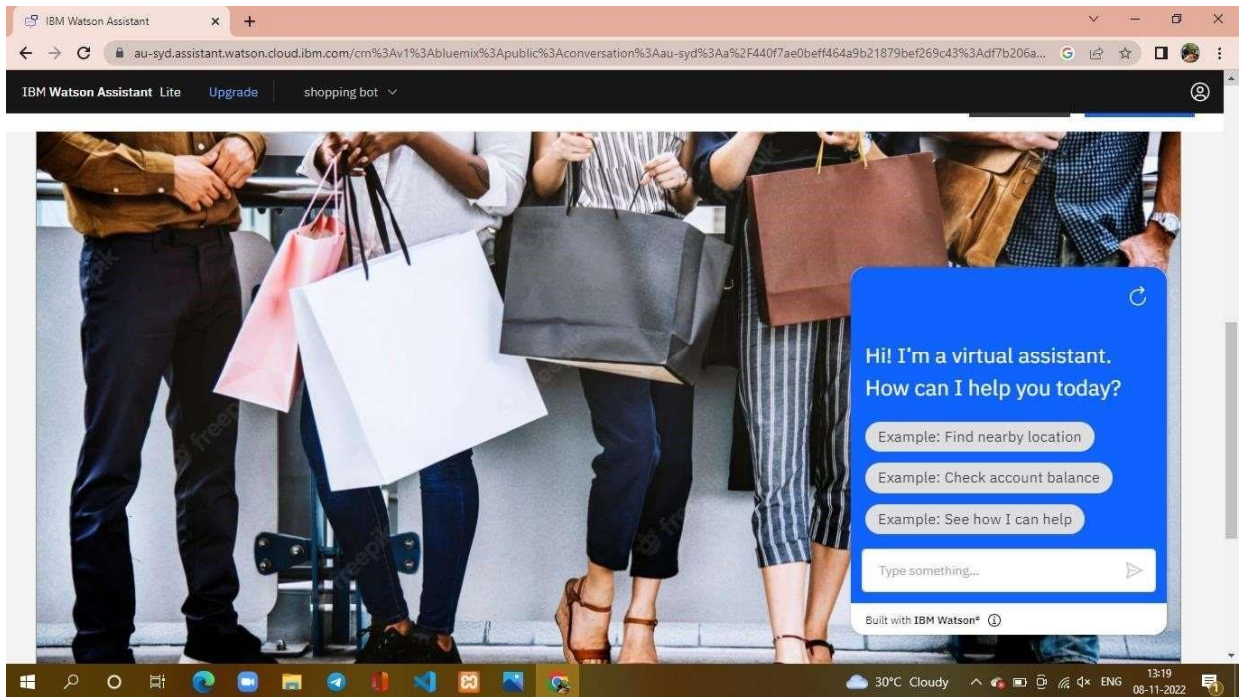 IBM Watson Assistant
au-syd.assistant.watson.cloud.ibm.com/crn%3Av1%3Abluemix%3Apublic%3Aconversation%3Aau-syd%3Aa%2F440f7ae0beff464a9b21879bef269c43%3Adf7b206a...
IBM Watson Assistant Lite Upgrade shopping bot
Hi! I'm a virtual assistant.
How can I help you today?
Example: Find nearby location
Example: Check account balance
Example: See how I can help
Type something...
Built with IBM Watson®
freepik
30°C Cloudy ENG 13:19
08-11-2022